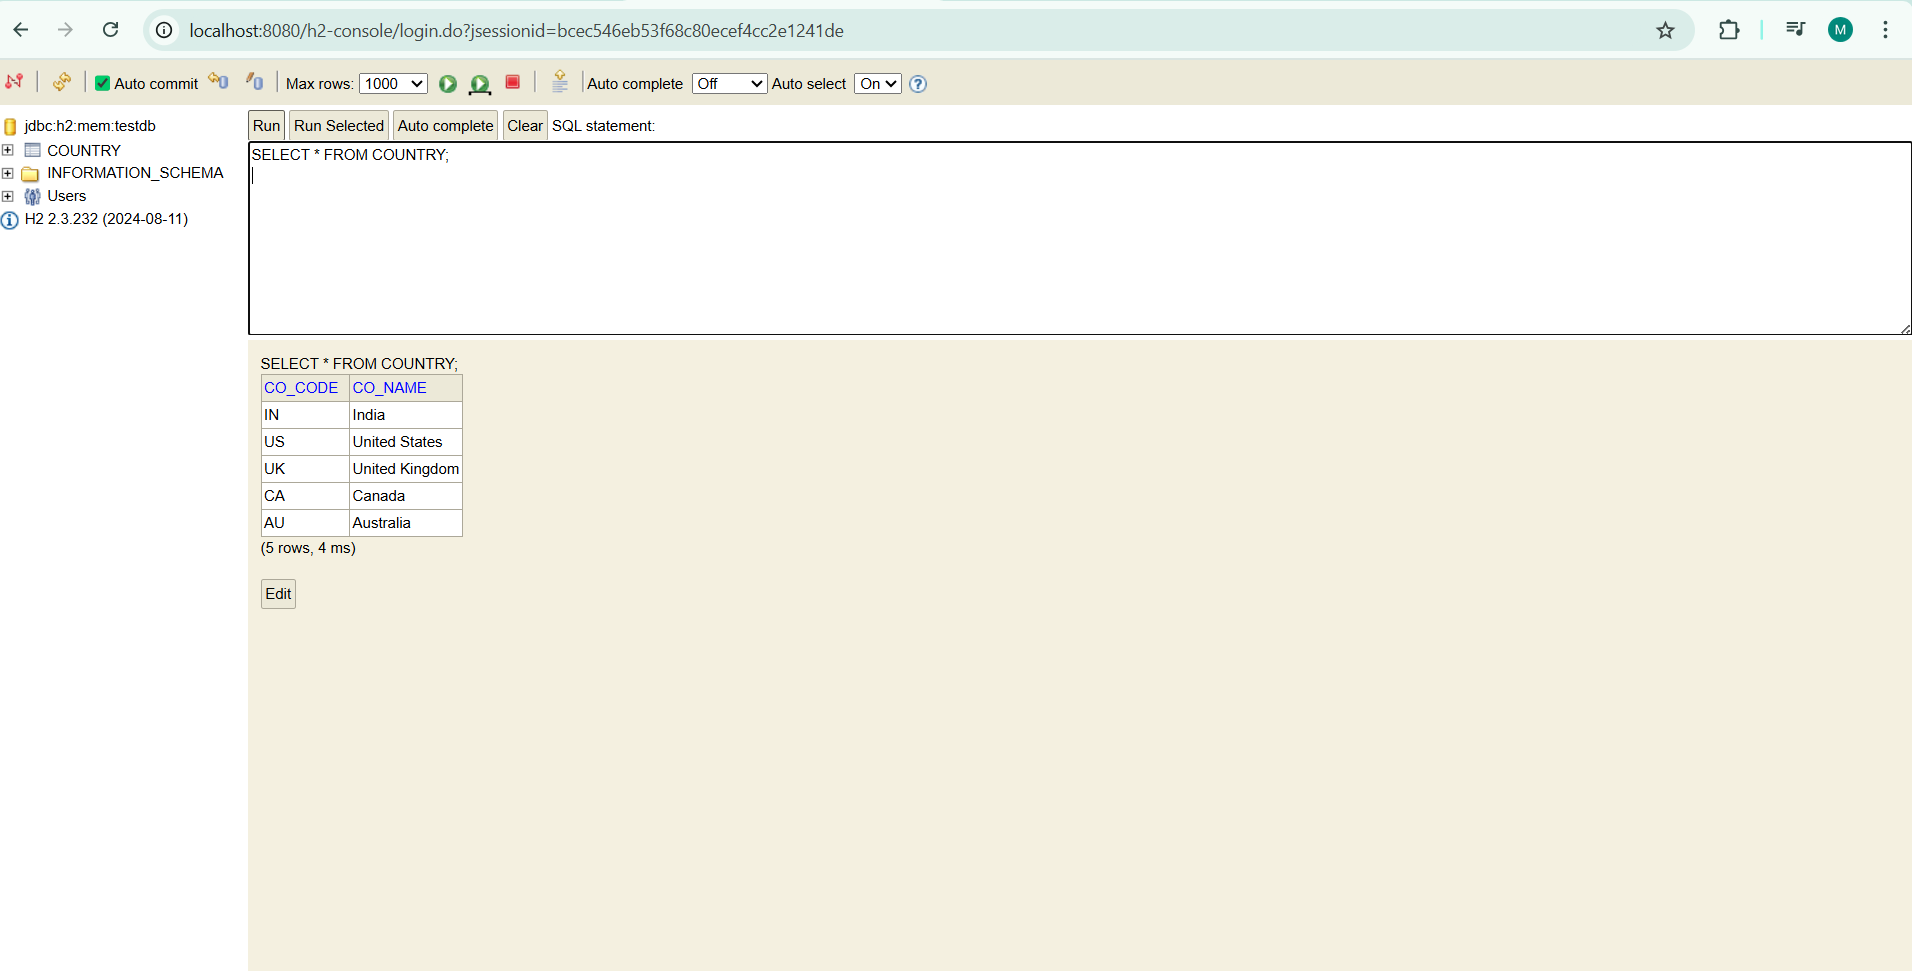 localhost:8080/h2-console/login.do?jsessionid=bcec546eb53f68c80ecef4cc2e1241de
M
Auto commit Max rows: 1000 Auto complete Off Auto select On ?
jdbc:h2:mem:testdb
COUNTRY
INFORMATION_SCHEMA
Users
H2 2.3.232 (2024-08-11)
Run Run Selected Auto complete Clear SQL statement:
SELECT * FROM COUNTRY;
SELECT * FROM COUNTRY;
CO_CODE CO_NAME
IN India
US United States
UK United Kingdom
CA Canada
AU Australia
(5 rows, 4 ms)
Edit